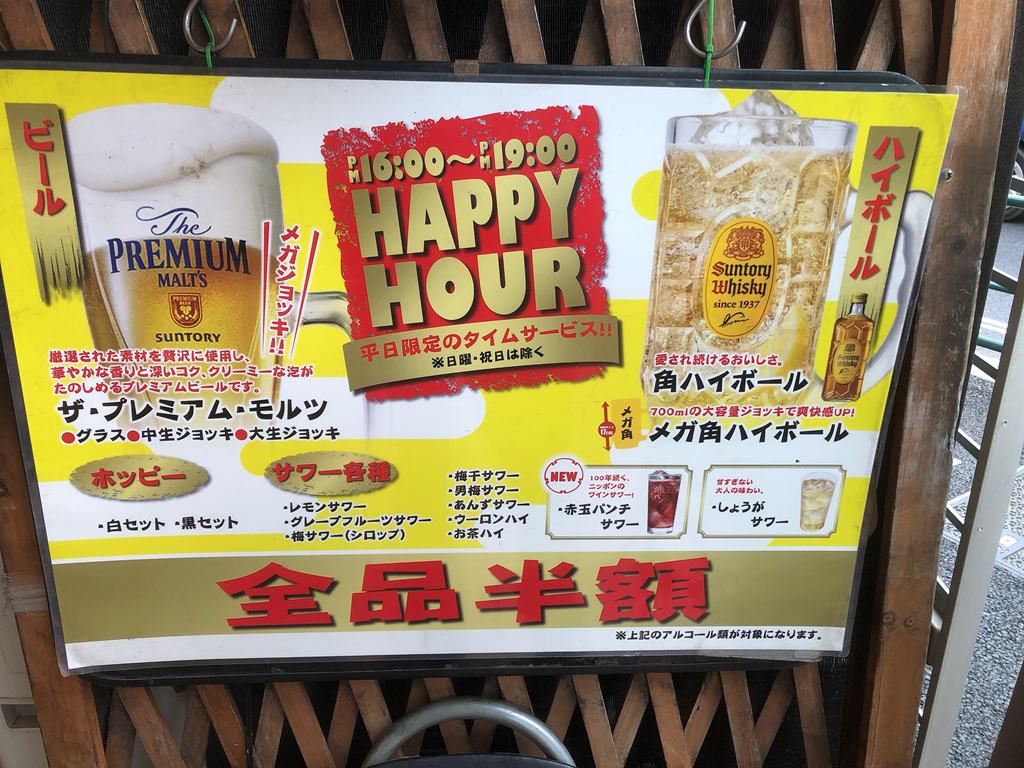 ビール
The
PREMIUM
MALT'S
PREMIUM
BEER
SUNTORY
メガジョッキ!!
厳選された素材を贅沢に使用し、
華やかな香りと深いコク、クリーミーな泡が
たのしめるプレミアムビールです。
ザ・プレミアム・モルツ
●グラス●中生ジョッキ●大生ジョッキ
PM16:00～PM19:00
HAPPY
HOUR
平日限定のタイムサービス!!
※日曜・祝日は除く
ハイボール
Suntory
Whisky
since 1937
Suntory
Whisky
愛され続けるおいしさ。
角ハイボール
メガ角
17cm
700mlの大容量ジョッキで爽快感UP!
メガ角ハイボール
ホッピー
・白セット ・黒セット
サワー各種
・レモンサワー
・グレープフルーツサワー
・梅サワー(シロップ)
・梅干サワー
・男梅サワー
・あんずサワー
・ウーロンハイ
・お茶ハイ
NEW
100年続く、
ニッポンの
ワインサワー!
・赤玉パンチ
サワー
赤玉
甘すぎない
大人の味わい。
・しょうが
サワー
全品半額
※上記のアルコール類が対象になります。